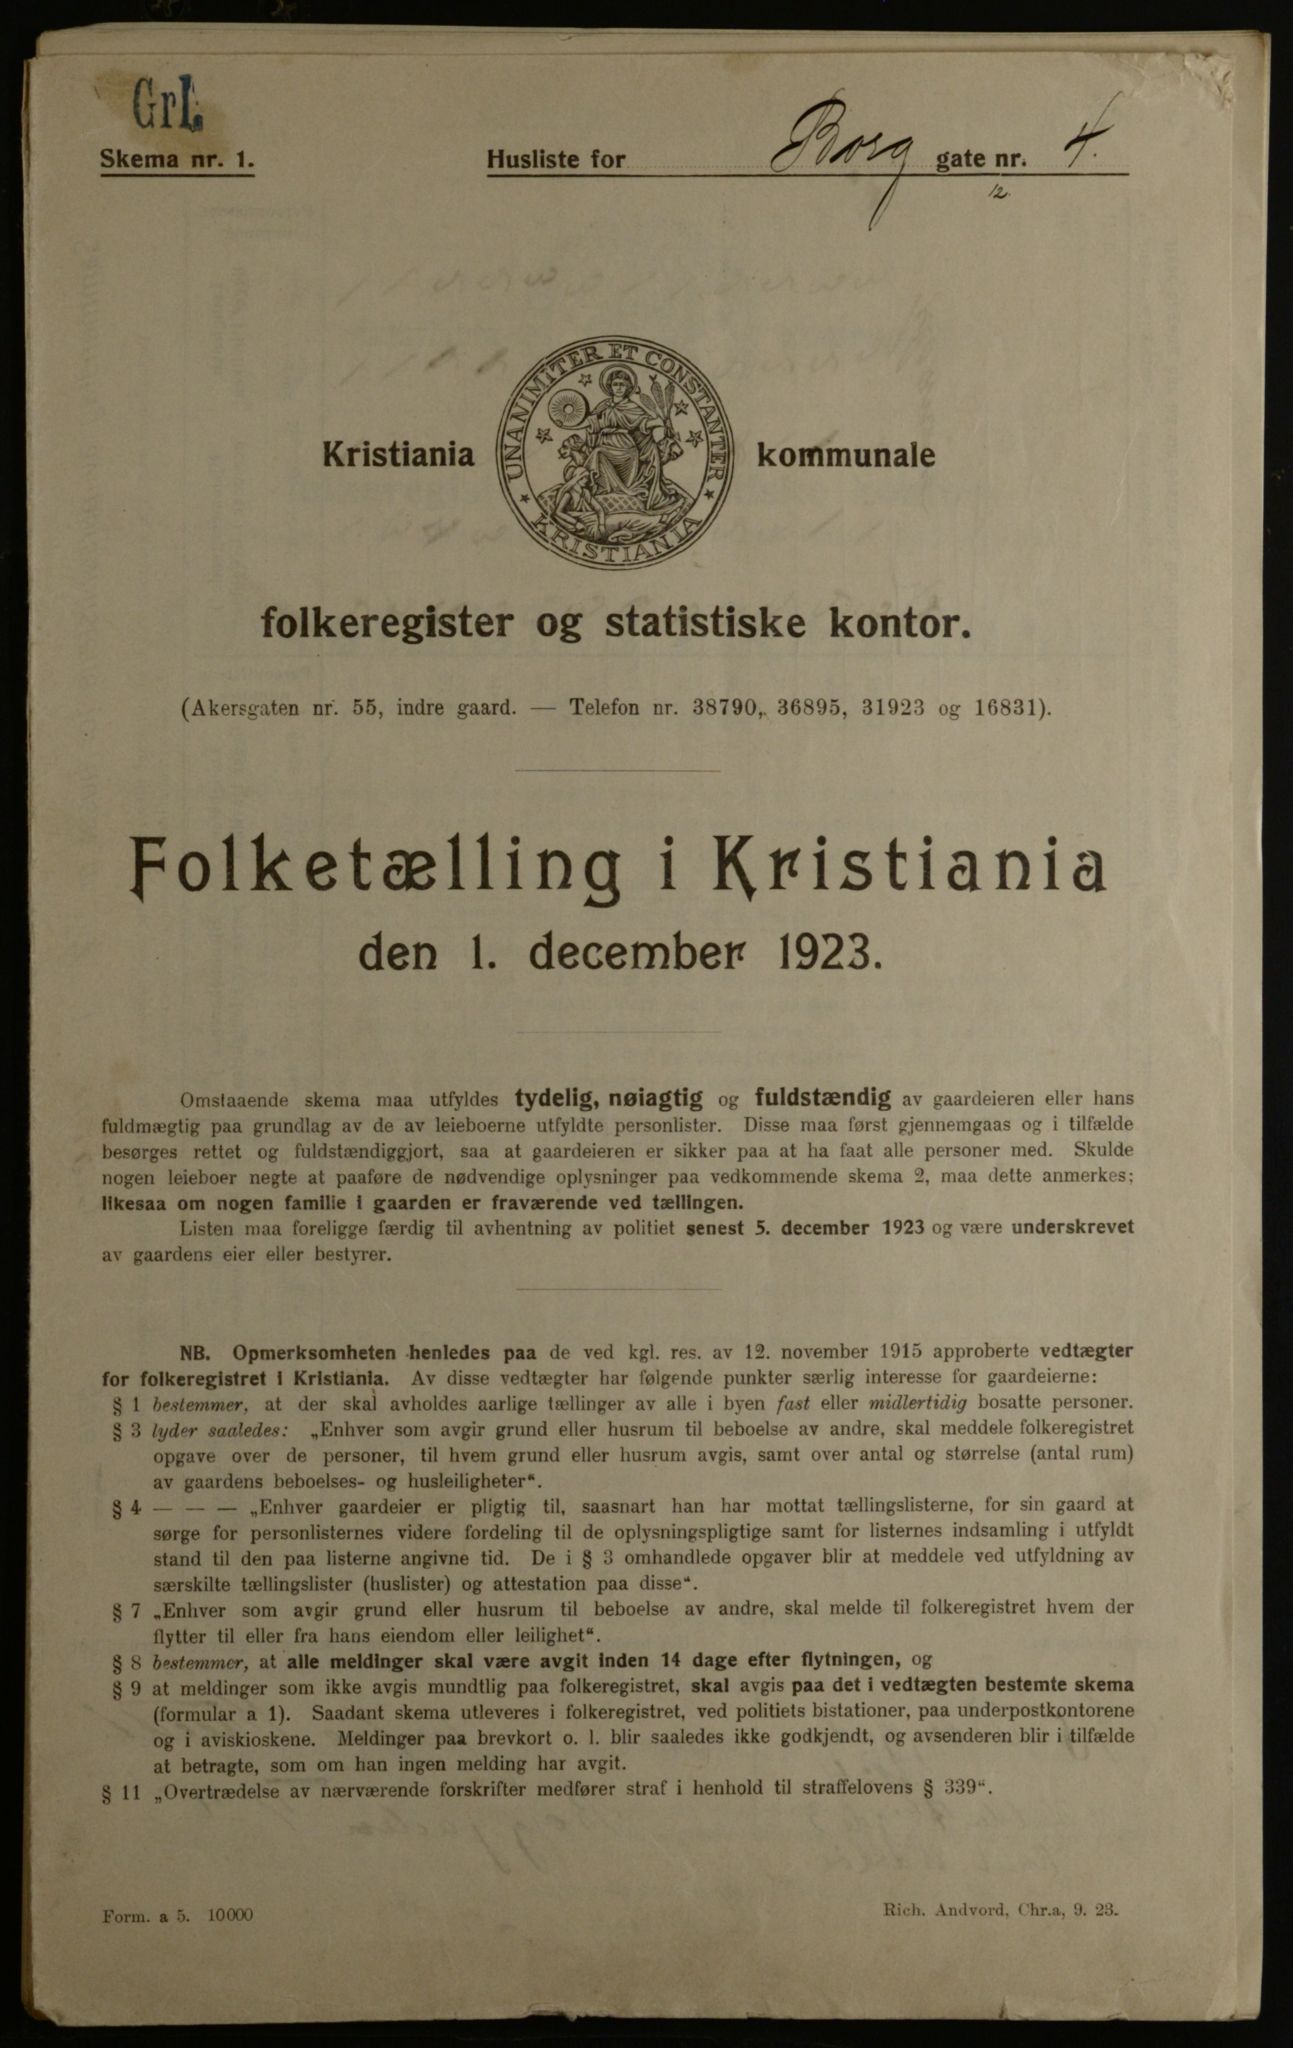 GrL.
Skema nr. 1. Husliste for Borg gate nr. 4.
12.
UNANIMITER ET CONSTANTER
KRISTIANIA
Kristiania kommunale
folkeregister og statistiske kontor.
(Akersgaten nr. 55, indre gaard. — Telefon nr. 38790, 36895, 31923 og 16831).
Folketælling i Kristiania
den 1. december 1923.
Omstaaende skema maa utfyldes tydelig, nøiagtig og fuldstændig av gaardeieren eller hans
fuldmægtig paa grundlag av de av leieboerne utfyldte personlister. Disse maa først gjennemgaas og i tilfælde
besørges rettet og fuldstændiggjort, saa at gaardeieren er sikker paa at ha faat alle personer med. Skulde
nogen leieboer negte at paaføre de nødvendige oplysninger paa vedkommende skema 2, maa dette anmerkes;
likesaa om nogen familie i gaarden er fraværende ved tællingen.
Listen maa foreligge færdig til avhentning av politiet senest 5. december 1923 og være underskrevet
av gaardens eier eller bestyrer.
NB. Opmerksomheten henledes paa de ved kgl. res. av 12. november 1915 approberte vedtægter
for folkeregistret i Kristiania. Av disse vedtægter har følgende punkter særlig interesse for gaardeierne:
§ 1 bestemmer, at der skal avholdes aarlige tællinger av alle i byen fast eller midlertidig bosatte personer.
§ 3 lyder saaledes: „Enhver som avgir grund eller husrum til beboelse av andre, skal meddele folkeregistret
opgave over de personer, til hvem grund eller husrum avgis, samt over antal og størrelse (antal rum)
av gaardens beboelses- og husleiligheter“.
§ 4 — — — „Enhver gaardeier er pligtig til, saasnart han har mottat tællingslisterne, for sin gaard at
sørge for personlisternes videre fordeling til de oplysningspligtige samt for listernes indsamling i utfyldt
stand til den paa listerne angivne tid. De i § 3 omhandlede opgaver blir at meddele ved utfyldning av
særskilte tællingslister (huslister) og attestation paa disse“.
§ 7 „Enhver som avgir grund eller husrum til beboelse av andre, skal melde til folkeregistret hvem der
flytter til eller fra hans eiendom eller leilighet“.
§ 8 bestemmer, at alle meldinger skal være avgit inden 14 dage efter flytningen, og
§ 9 at meldinger som ikke avgis mundtlig paa folkeregistret, skal avgis paa det i vedtægten bestemte skema
(formular a 1). Saadant skema utleveres i folkeregistret, ved politiets bistationer, paa underpostkontorene
og i aviskioskene. Meldinger paa brevkort o. l. blir saaledes ikke godkjendt, og avsenderen blir i tilfælde
at betragte, som om han ingen melding har avgit.
§ 11 „Overtrædelse av nærværende forskrifter medfører straf i henhold til straffelovens § 339“.
Form. a 5. 10000 Rich. Andvord, Chr.a, 9. 23.